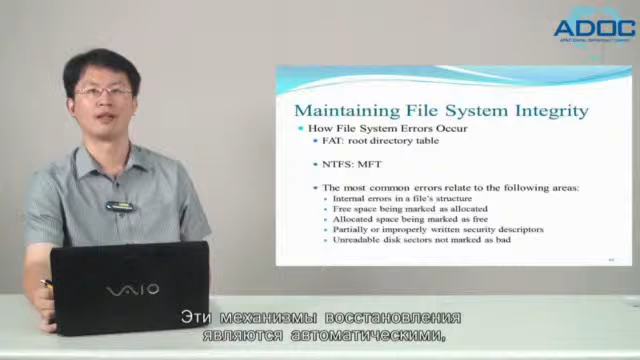 ADOC
Maintaining File System Integrity
How File System Errors Occur
FAT: root directory table
NTFS: MFT
The most common errors relate to the following areas:
Internal errors in a file's structure
Free space being marked as allocated
Allocated space being marked as free
Partially or improperly written security descriptors
Unreadable disk sectors not marked as bad
VAIO
Эти механизмы восстановления
являются автоматическими,